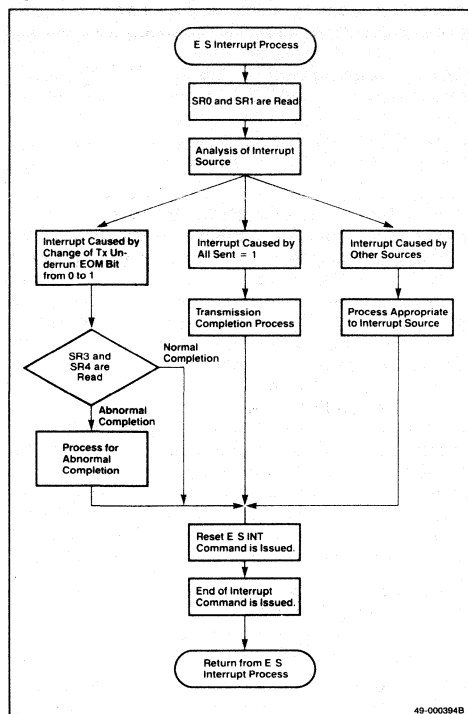 E S Interrupt Process
SR0 and SR1 are Read
Analysis of Interrupt
Source
Interrupt Caused by
Change of Tx Un-
derrun EOM Bit
from 0 to 1
Interrupt Caused by
All Sent = 1
Interrupt Caused by
Other Sources
Transmission
Completion Process
Process Appropriate
to Interrupt Source
SR3 and
SR4 are
Read
Normal
Completion
Abnormal
Completion
Process for
Abnormal
Completion
Reset E S INT
Command is Issued.
End of Interrupt
Command is Issued.
Return from E S
Interrupt Process
49-000394B